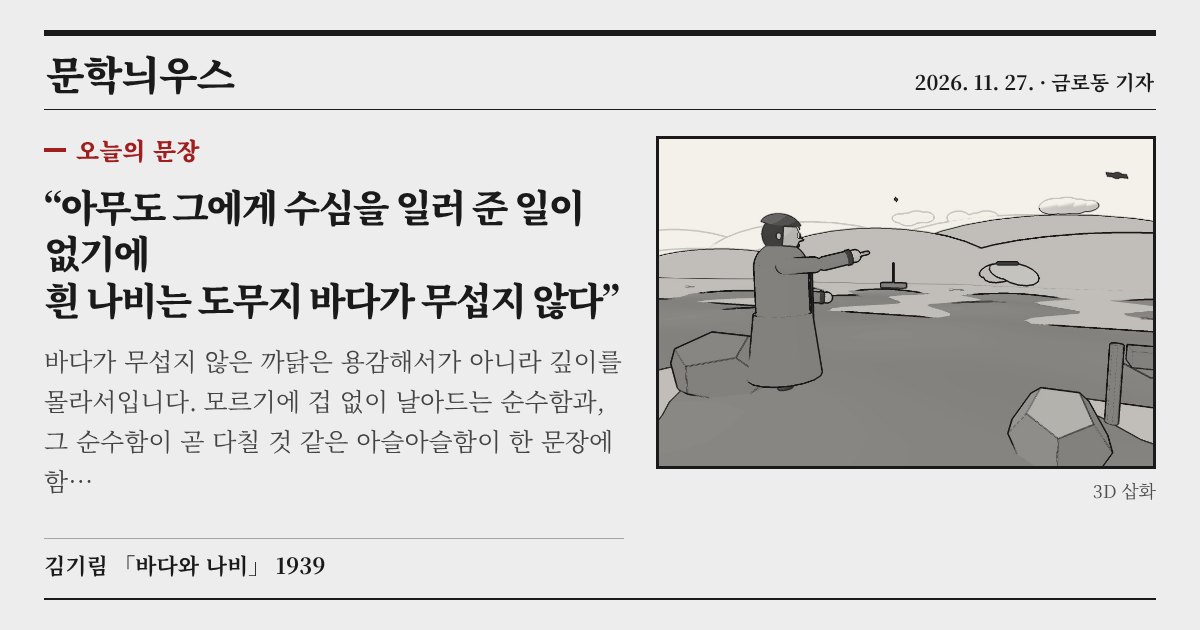 문학늬우스
2026. 11. 27. · 금로동 기자
오늘의 문장
“아무도 그에게 수심을 일러 준 일이
없기에
흰 나비는 도무지 바다가 무섭지 않다”
바다가 무섭지 않은 까닭은 용감해서가 아니라 깊이를
몰라서입니다. 모르기에 겁 없이 날아드는 순수함과,
그 순수함이 곧 다칠 것 같은 아슬아슬함이 한 문장에
함…
3D 삽화
김기림 「바다와 나비」 1939